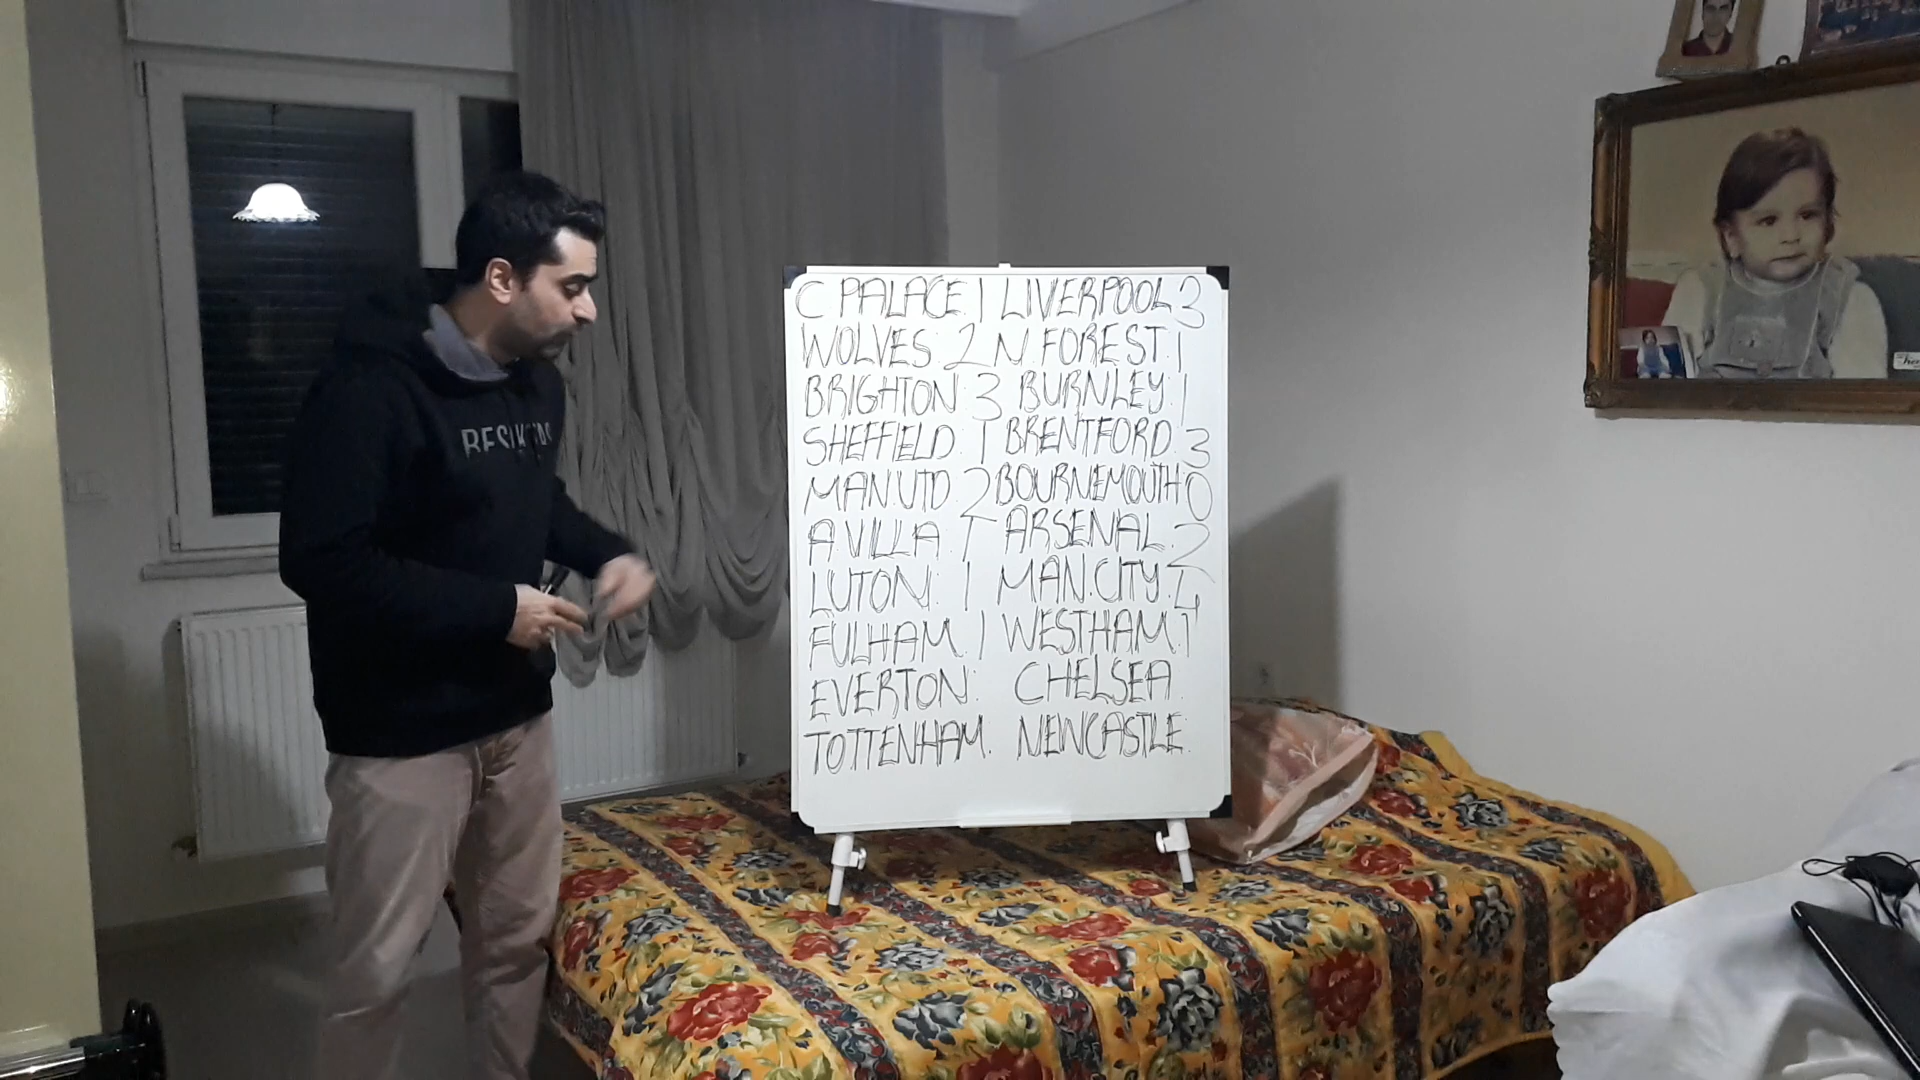 C PALACE: 1 LIVERPOOL: 3
WOLVES: 2 N. FOREST: 1
BRIGHTON: 3 BURNLEY: 1
SHEFFIELD: 1 BRENTFORD: 3
MAN. UTD: 2 BOURNEMOUTH: 0
A. VILLA: 1 ARSENAL: 2
LUTON: 1 MAN. CITY: 4
FULHAM: 1 WESTHAM: 1
EVERTON: CHELSEA:
TOTTENHAM: NEWCASTLE: